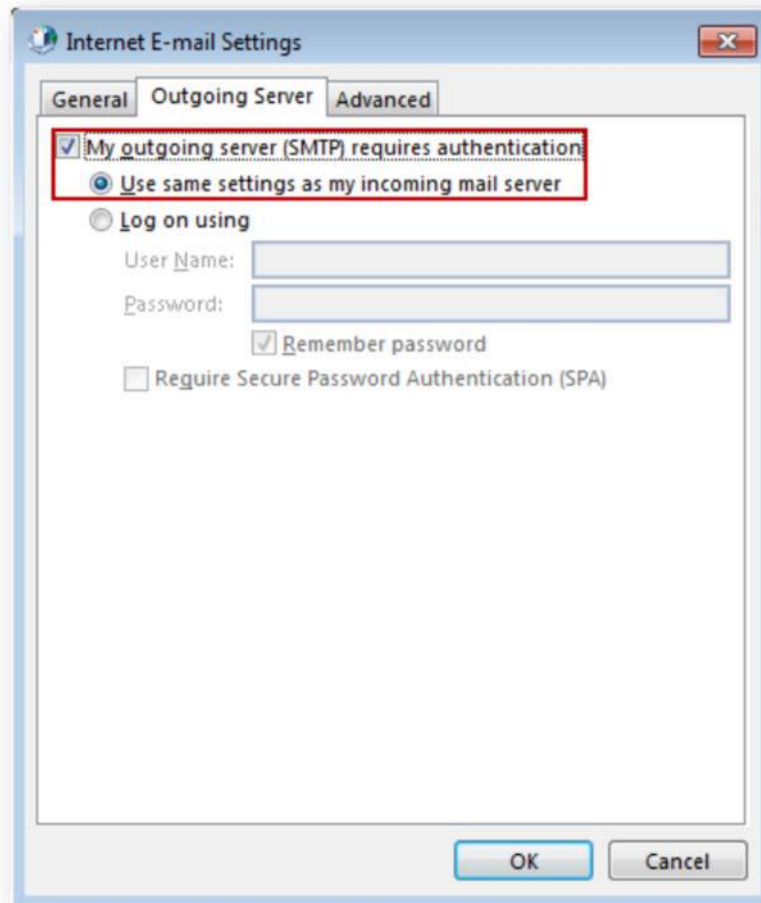 Internet E-mail Settings
General Outgoing Server Advanced
My outgoing server (SMTP) requires authentication
Use same settings as my incoming mail server
Log on using
User Name:
Password:
Remember password
Require Secure Password Authentication (SPA)
OK Cancel